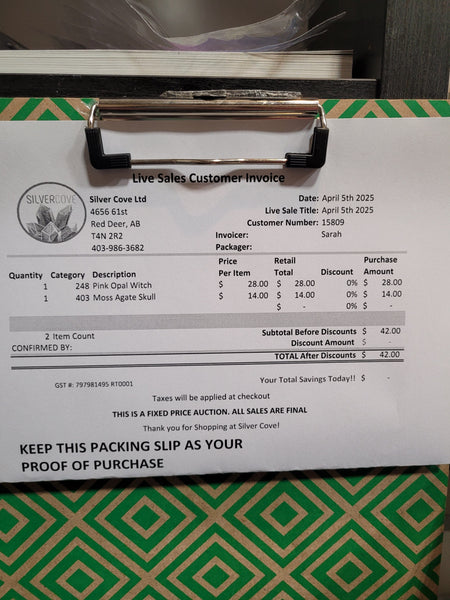 Live Sales Customer Invoice
SILVERCOVE
Silver Cove Ltd
4656 61st
Red Deer, AB
T4N 2R2
403-986-3682
Date: April 5th 2025
Live Sale Title: April 5th 2025
Customer Number: 15809
Invoicer: Sarah
Packager:
Quantity Category Description Price Per Item Retail Total Discount Purchase Amount
1 248 Pink Opal Witch $ 28.00 $ 28.00 0% $ 28.00
1 403 Moss Agate Skull $ 14.00 $ 14.00 0% $ 14.00
$ - 0% $ -
2 Item Count Subtotal Before Discounts $ 42.00
CONFIRMED BY: Discount Amount $ -
TOTAL After Discounts $ 42.00
GST #: 797981495 RT0001 Your Total Savings Today!! $ -
Taxes will be applied at checkout
THIS IS A FIXED PRICE AUCTION. ALL SALES ARE FINAL
Thank you for Shopping at Silver Cove!
KEEP THIS PACKING SLIP AS YOUR
PROOF OF PURCHASE